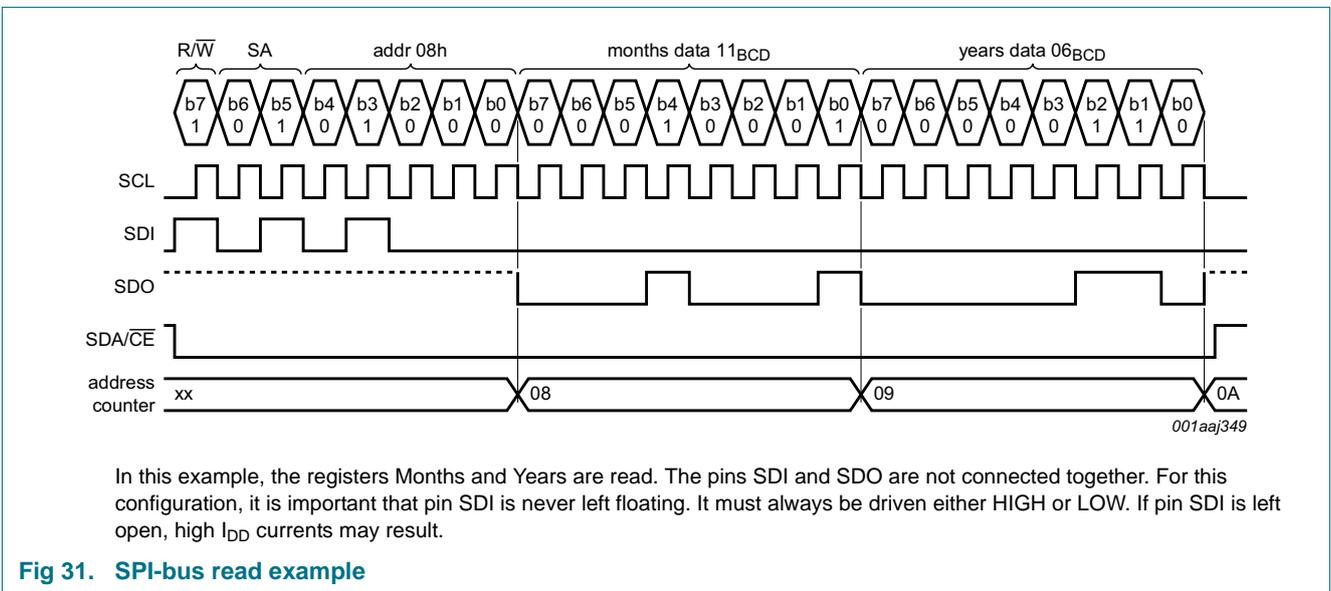 R/W SA addr 08h months data 11BCD years data 06BCD
b7 b6 b5 b4 b3 b2 b1 b0 b7 b6 b5 b4 b3 b2 b1 b0 b7 b6 b5 b4 b3 b2 b1 b0
1 0 1 0 1 0 0 0 0 0 0 1 0 0 0 1 0 0 0 0 0 1 1 0
SCL
SDI
SDO
SDA/CE
address
counter
xx 08 09 0A
001aaj349
In this example, the registers Months and Years are read. The pins SDI and SDO are not connected together. For this
configuration, it is important that pin SDI is never left floating. It must always be driven either HIGH or LOW. If pin SDI is left
open, high IDD currents may result.
Fig 31. SPI-bus read example